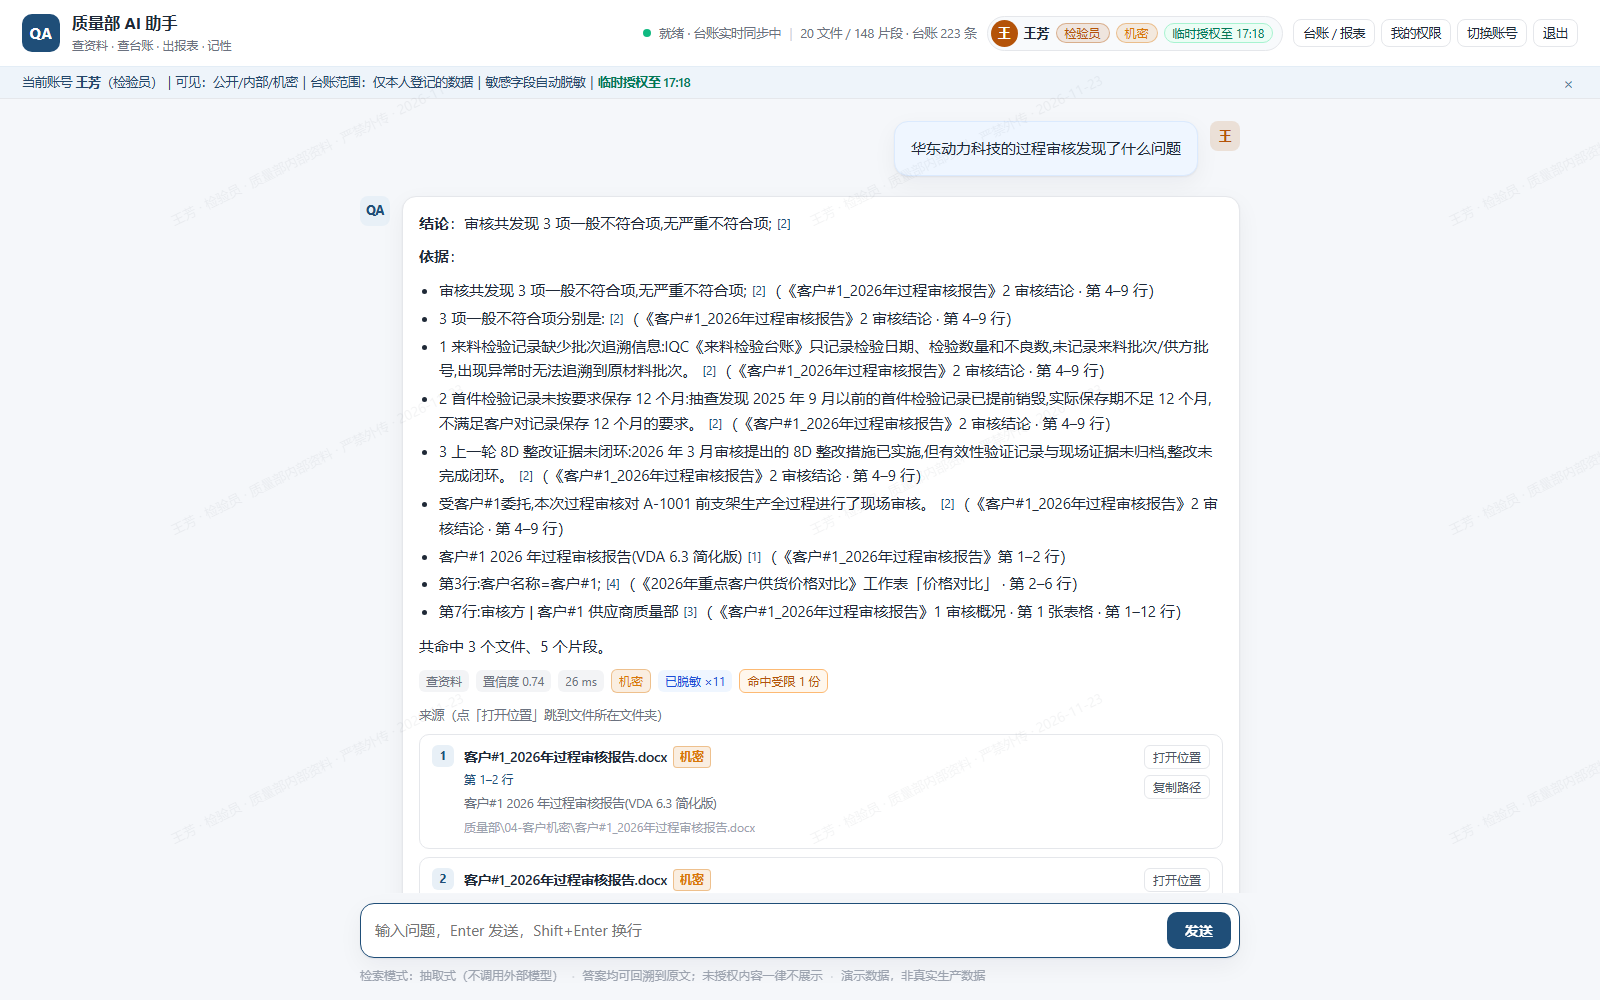 QA
质量部 AI 助手
查资料 · 查台账 · 出报表 · 记性
就绪 · 台账实时同步中 | 20 文件 / 148 片段 · 台账 223 条
王 王芳 检验员 机密 临时授权至 17:18
台账 / 报表 我的权限 切换账号 退出
当前账号 王芳（检验员） | 可见：公开/内部/机密 | 台账范围：仅本人登记的数据 | 敏感字段自动脱敏 | 临时授权至 17:18 ×
华东动力科技的过程审核发现了什么问题
王
QA
结论：审核共发现 3 项一般不符合项,无严重不符合项; [2]
依据：
• 审核共发现 3 项一般不符合项,无严重不符合项; [2] （《客户#1_2026年过程审核报告》2 审核结论 · 第 4–9 行）
• 3 项一般不符合项分别是: [2] （《客户#1_2026年过程审核报告》2 审核结论 · 第 4–9 行）
• 1 来料检验记录缺少批次追溯信息:IQC《来料检验台账》只记录检验日期、检验数量和不良数,未记录来料批次/供方批
号,出现异常时无法追溯到原材料批次。 [2] （《客户#1_2026年过程审核报告》2 审核结论 · 第 4–9 行）
• 2 首件检验记录未按要求保存 12 个月:抽查发现 2025 年 9 月以前的首件检验记录已提前销毁,实际保存期不足 12 个月,
不满足客户对记录保存 12 个月的要求。 [2] （《客户#1_2026年过程审核报告》2 审核结论 · 第 4–9 行）
• 3 上一轮 8D 整改证据未闭环:2026 年 3 月审核提出的 8D 整改措施已实施,但有效性验证记录与现场证据未归档,整改未
完成闭环。 [2] （《客户#1_2026年过程审核报告》2 审核结论 · 第 4–9 行）
• 受客户#1委托,本次过程审核对 A-1001 前支架生产全过程进行了现场审核。 [2] （《客户#1_2026年过程审核报告》2 审
核结论 · 第 4–9 行）
• 客户#1 2026 年过程审核报告(VDA 6.3 简化版) [1] （《客户#1_2026年过程审核报告》第 1–2 行）
• 第3行:客户名称=客户#1; [4] （《2026年重点客户供货价格对比》工作表「价格对比」 · 第 2–6 行）
• 第7行:审核方 | 客户#1 供应商质量部 [3] （《客户#1_2026年过程审核报告》1 审核概况 · 第 1 张表格 · 第 1–12 行）
共命中 3 个文件、5 个片段。
查资料 置信度 0.74 26 ms 机密 已脱敏 ×11 命中受限 1 份
来源（点「打开位置」跳到文件所在文件夹）
1 客户#1_2026年过程审核报告.docx 机密 打开位置
第 1–2 行
复制路径
客户#1 2026 年过程审核报告(VDA 6.3 简化版)
质量部\04-客户机密\客户#1_2026年过程审核报告.docx
2 客户#1_2026年过程审核报告.docx 机密 打开位置
输入问题，Enter 发送，Shift+Enter 换行
发送
检索模式：抽取式（不调用外部模型） · 答案均可回溯到原文；未授权内容一律不展示 · 演示数据，非真实生产数据
王芳 · 检验员 · 质量部内部资料 · 严禁外传 · 2026-11-23